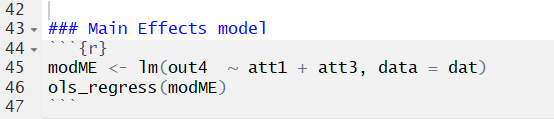 42
43 ### Main Effects model
44 ```{r}
45 modME <- lm(out4  ~ att1 + att3, data = dat)
46 ols_regress(modME)
47 ```